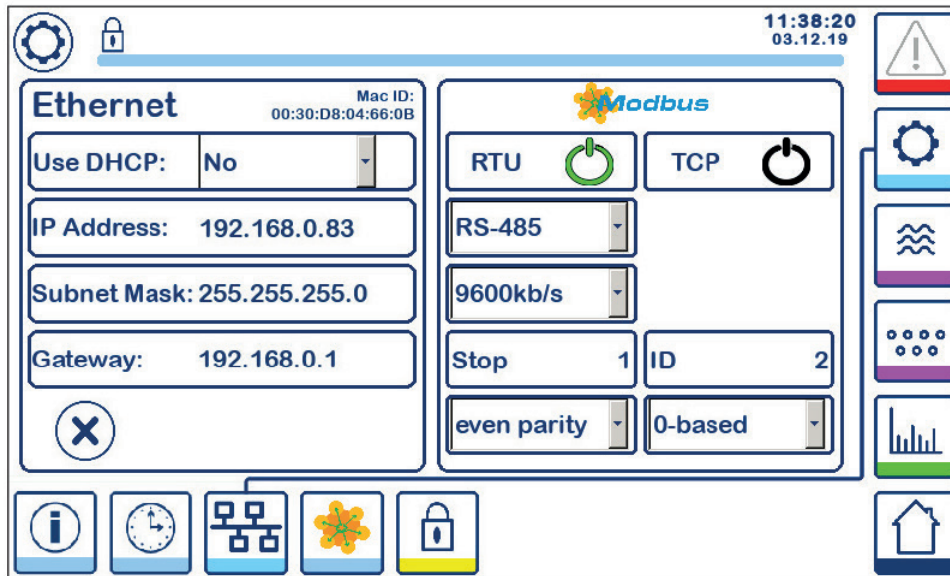 11:38:20
03.12.19
Ethernet
Mac ID:
00:30:D8:04:66:0B
Use DHCP: No
IP Address: 192.168.0.83
Subnet Mask: 255.255.255.0
Gateway: 192.168.0.1
Modbus
RTU TCP
RS-485
9600kb/s
Stop 1 ID 2
even parity 0-based